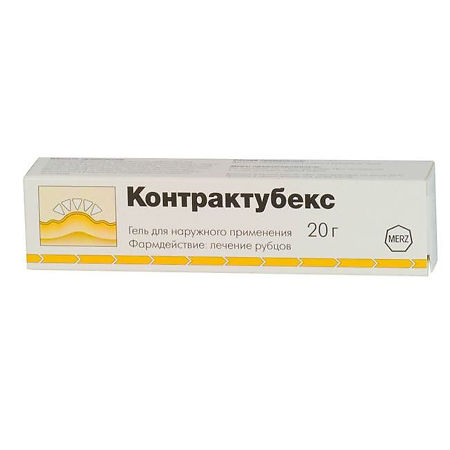 Контрактубекс
Гель для наружного применения 20 г
Фармдействие: лечение рубцов
MERZ